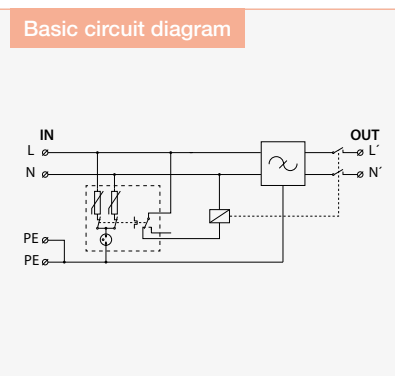 Basic circuit diagram
IN
OUT
L
L´
N
N´
PE
PE